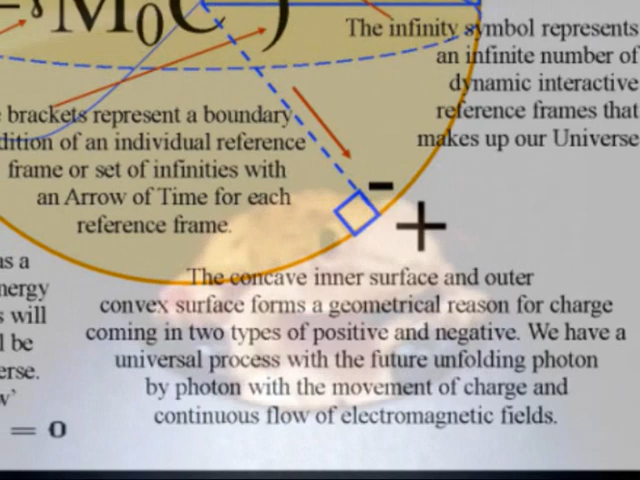 M₀C )
The infinity symbol represents
an infinite number of
dynamic interactive
reference frames that
makes up our Universe
brackets represent a boundary
dition of an individual reference
frame or set of infinities with
an Arrow of Time for each
reference frame.
-
+
as a
nergy
s will
l be
erse.
w'
= 0
The concave inner surface and outer
convex surface forms a geometrical reason for charge
coming in two types of positive and negative. We have a
universal process with the future unfolding photon
by photon with the movement of charge and
continuous flow of electromagnetic fields.